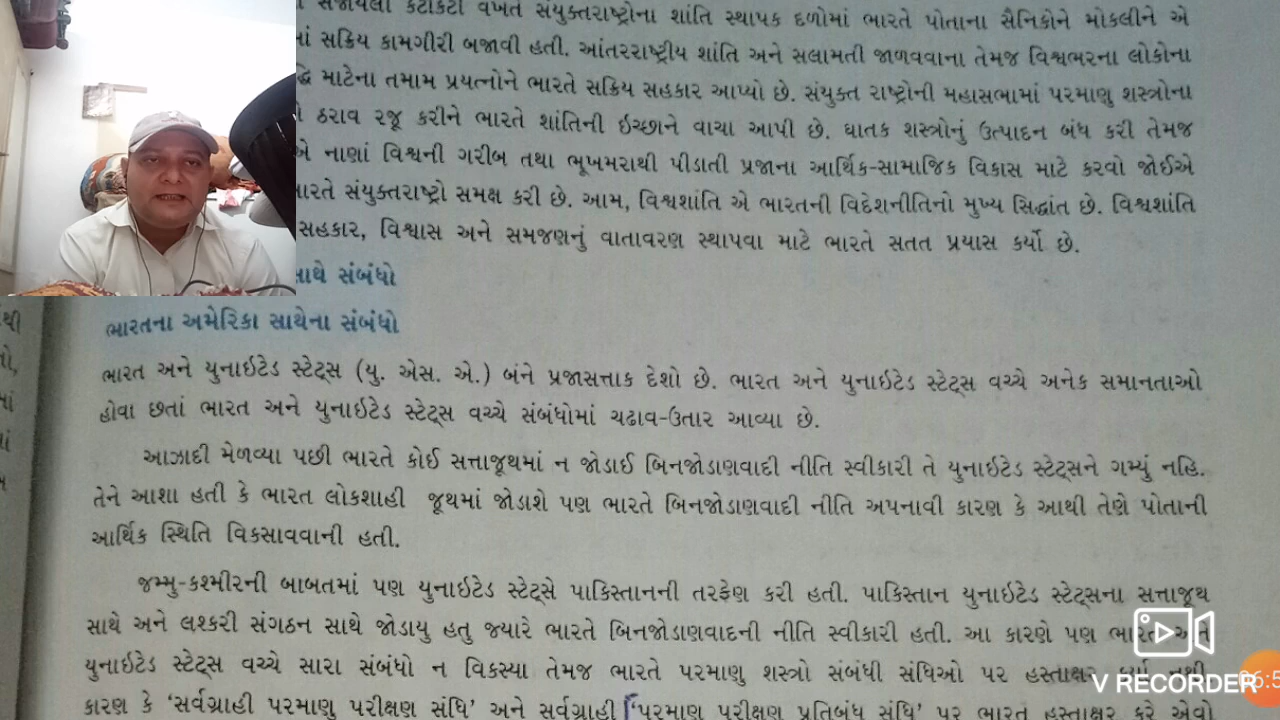 કટોકટી વખતે સંયુક્તરાષ્ટ્રોના શાંતિ સ્થાપક દળોમાં ભારતે પોતાના સૈનિકોને મોકલીને એ
માં સક્રિય કામગીરી બજાવી હતી. આંતરરાષ્ટ્રીય શાંતિ અને સલામતી જાળવવાના તેમજ વિશ્વભરના લોકોના
માટેના તમામ પ્રયત્નોને ભારતે સક્રિય સહકાર આપ્યો છે. સંયુક્ત રાષ્ટ્રોની મહાસભામાં પરમાણુ શસ્ત્રોના
ઠરાવ રજૂ કરીને ભારતે શાંતિની ઇચ્છાને વાચા આપી છે. ઘાતક શસ્ત્રોનું ઉત્પાદન બંધ કરી તેમજ
એ નાણાં વિશ્વની ગરીબ તથા ભૂખમરાથી પીડાતી પ્રજાના આર્થિક-સામાજિક વિકાસ માટે કરવો જોઈએ
ભારતે સંયુક્તરાષ્ટ્રો સમક્ષ કરી છે. આમ, વિશ્વશાંતિ એ ભારતની વિદેશનીતિનો મુખ્ય સિદ્ધાંત છે. વિશ્વશાંતિ
સહકાર, વિશ્વાસ અને સમજણનું વાતાવરણ સ્થાપવા માટે ભારતે સતત પ્રયાસ કર્યો છે.
સાથે સંબંધો
ભારતના અમેરિકા સાથેના સંબંધો
ભારત અને યુનાઇટેડ સ્ટેટ્સ (યુ. એસ. એ.) બંને પ્રજાસત્તાક દેશો છે. ભારત અને યુનાઇટેડ સ્ટેટ્સ વચ્ચે અનેક સમાનતાઓ
હોવા છતાં ભારત અને યુનાઇટેડ સ્ટેટ્સ વચ્ચે સંબંધોમાં ચઢાવ-ઉતાર આવ્યા છે.
આઝાદી મેળવ્યા પછી ભારતે કોઈ સત્તાજૂથમાં ન જોડાઈ બિનજોડાણવાદી નીતિ સ્વીકારી તે યુનાઇટેડ સ્ટેટ્સને ગમ્યું નહિ.
તેને આશા હતી કે ભારત લોકશાહી જૂથમાં જોડાશે પણ ભારતે બિનજોડાણવાદી નીતિ અપનાવી કારણ કે આથી તેણે પોતાની
આર્થિક સ્થિતિ વિકસાવવાની હતી.
જમ્મુ-કશ્મીરની બાબતમાં પણ યુનાઇટેડ સ્ટેટ્સે પાકિસ્તાનની તરફેણ કરી હતી. પાકિસ્તાન યુનાઇટેડ સ્ટેટ્સના સત્તાજૂથ
સાથે અને લશ્કરી સંગઠન સાથે જોડાયુ હતુ જ્યારે ભારતે બિનજોડાણવાદની નીતિ સ્વીકારી હતી. આ કારણે પણ ભારત અને
યુનાઇટેડ સ્ટેટ્સ વચ્ચે સારા સંબંધો ન વિકસ્યા તેમજ ભારતે પરમાણુ શસ્ત્રો સંબંધી સંધિઓ પર હસ્તાક્ષર કર્યા નથી
કારણ કે ‘સર્વગ્રાહી પરમાણુ પરીક્ષણ સંધિ’ અને સર્વગ્રાહી ‘પરમાણુ પરીક્ષણ પ્રતિબંધ સંધિ’ પર ભારત હસ્તાક્ષર કરે એવો
V RECORDER